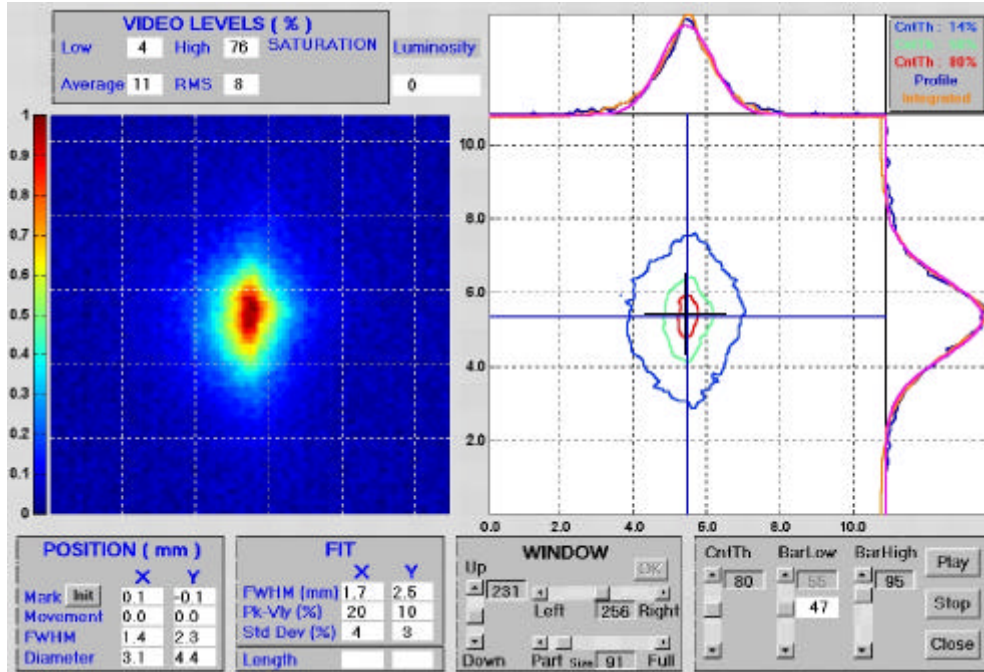 VIDEO LEVELS ( % )
Low 4 High 76 SATURATION
Average 11 RMS 8
Luminosity
0
CntTh : 14%
CntTh : 80%
Profile
Integrated
1
0.9
0.8
0.7
0.6
0.5
0.4
0.3
0.2
0.1
0
10.0
8.0
6.0
4.0
2.0
0.0 2.0 4.0 6.0 8.0 10.0
POSITION ( mm )
X Y
Mark Init 0.1 -0.1
Movement 0.0 0.0
FWHM 1.4 2.3
Diameter 3.1 4.4
FIT
X Y
FWHM (mm) 1.7 2.5
Pk-Vly (%) 20 10
Std Dev (%) 4 3
Length
WINDOW
Up OK
231
Left 256 Right
Down Part Size 91 Full
CntTh BarLow BarHigh
80 55 95
47
Play
Stop
Close